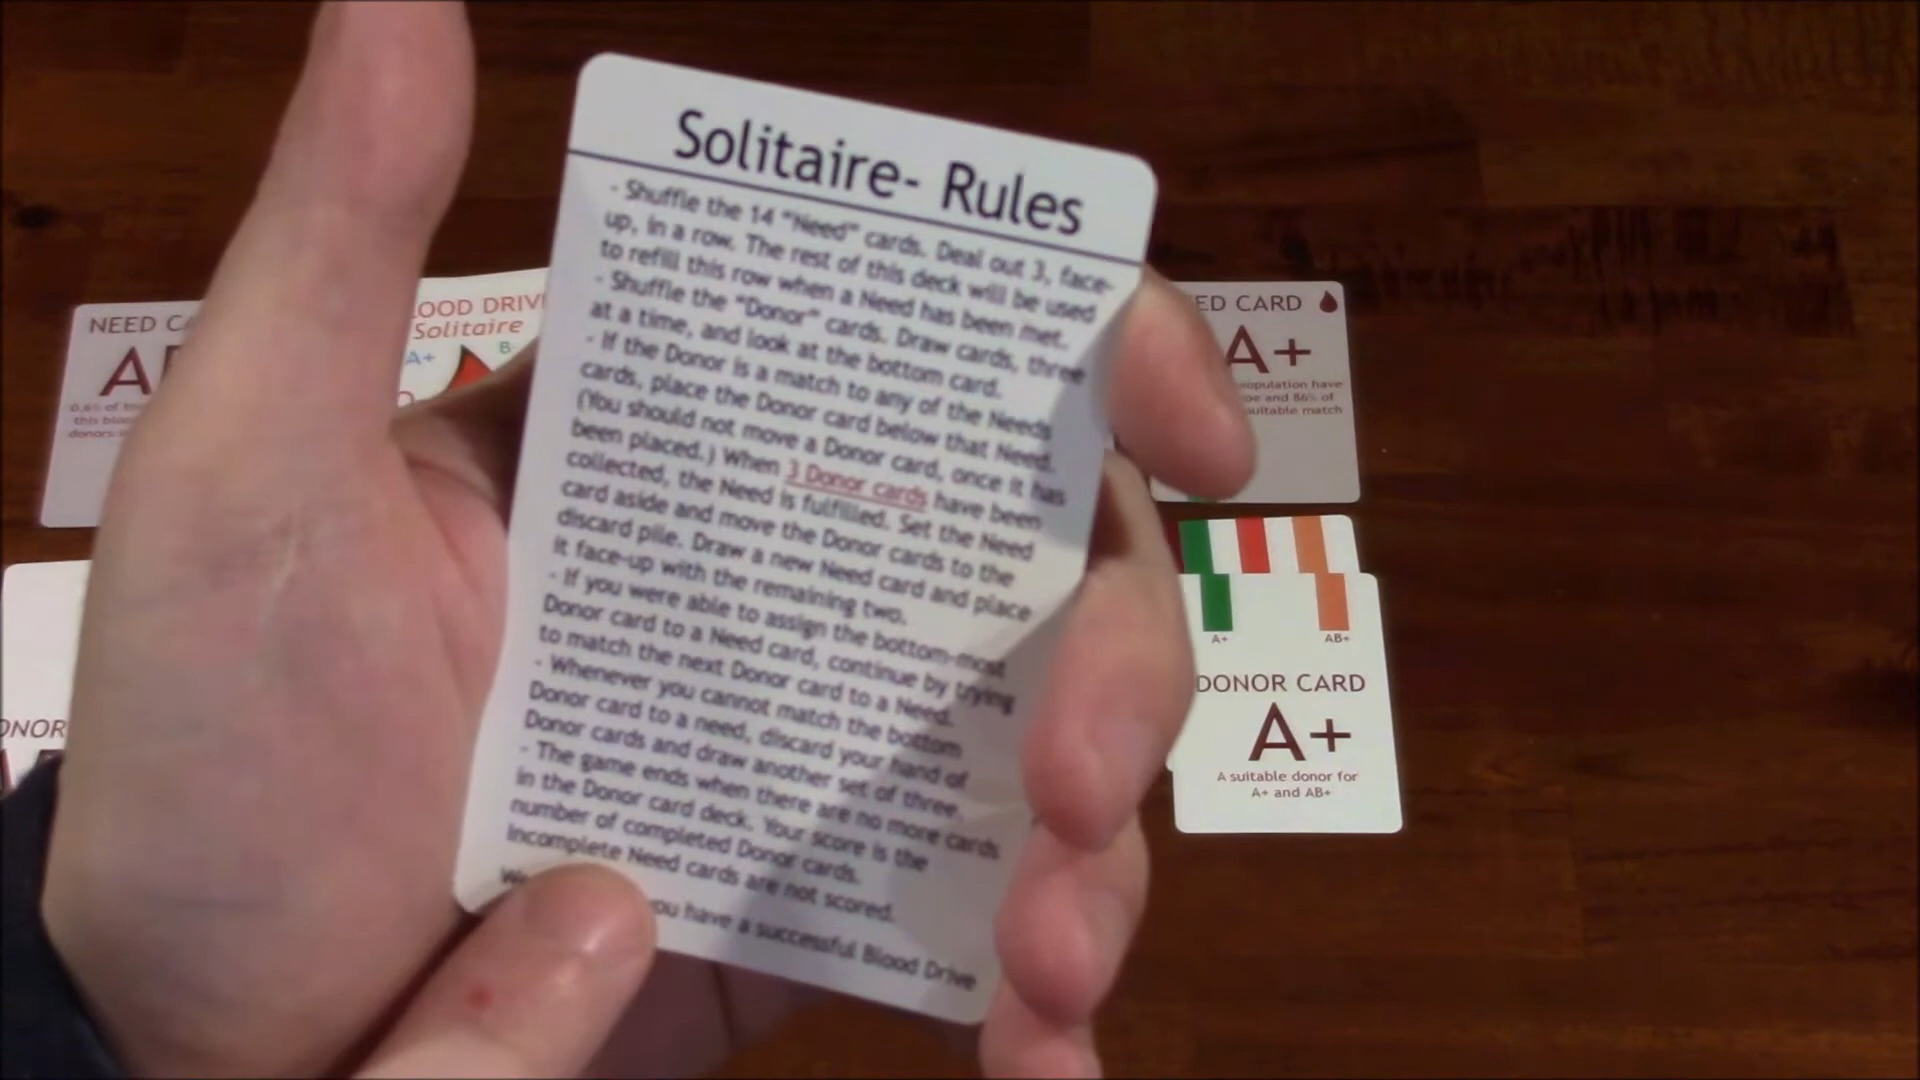 Solitaire- Rules
- Shuffle the 14 "Need" cards. Deal out 3, face-
up, in a row. The rest of this deck will be used
to refill this row when a Need has been met.
- Shuffle the "Donor" cards. Draw cards, three
at a time, and look at the bottom card.
- If the Donor is a match to any of the Needs
cards, place the Donor card below that Need.
(You should not move a Donor card, once it has
been placed.) When 3 Donor cards have been
collected, the Need is fulfilled. Set the Need
card aside and move the Donor cards to the
discard pile. Draw a new Need card and place
it face-up with the remaining two.
- If you were able to assign the bottom-most
Donor card to a Need card, continue by trying
to match the next Donor card to a Need.
- Whenever you cannot match the bottom
Donor card to a need, discard your hand of
Donor cards and draw another set of three.
- The game ends when there are no more cards
in the Donor card deck. Your score is the
number of completed Donor cards.
Incomplete Need cards are not scored.
you have a successful Blood Drive
NEED
A
0.6% of
this
donors
OOD DRIV
Solitaire
A+ B-
O
ED CARD
A+
population have
and 86% of
suitable match
A+ AB+
DONOR CARD
A+
A suitable donor for
A+ and AB+
ONOR